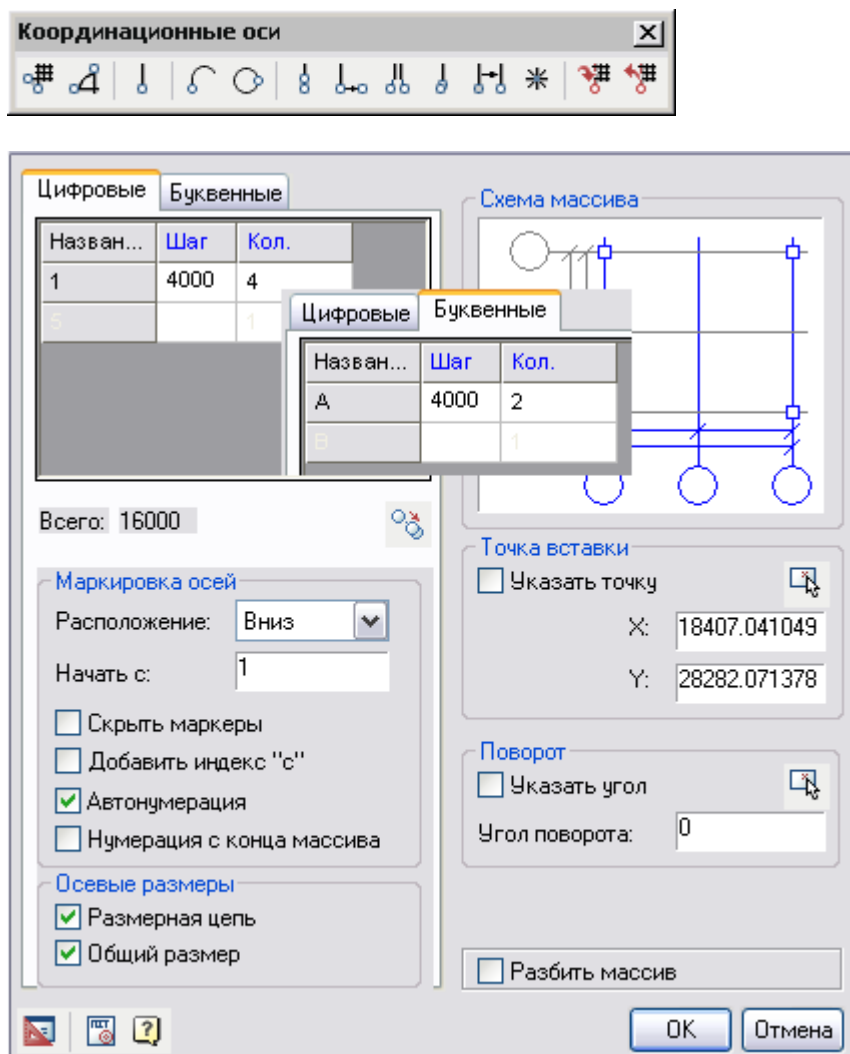 Координационные оси
Цифровые Буквенные
Назван... Шаг Кол.
1 4000 4
5 1
Цифровые Буквенные
Назван... Шаг Кол.
А 4000 2
В 1
Всего: 16000
Маркировка осей
Расположение: Вниз
Начать с: 1
Скрыть маркеры
Добавить индекс "с"
Автонумерация
Нумерация с конца массива
Осевые размеры
Размерная цепь
Общий размер
Схема массива
Точка вставки
Указать точку
X: 18407.041049
Y: 28282.071378
Поворот
Указать угол
Угол поворота: 0
Разбить массив
OK Отмена